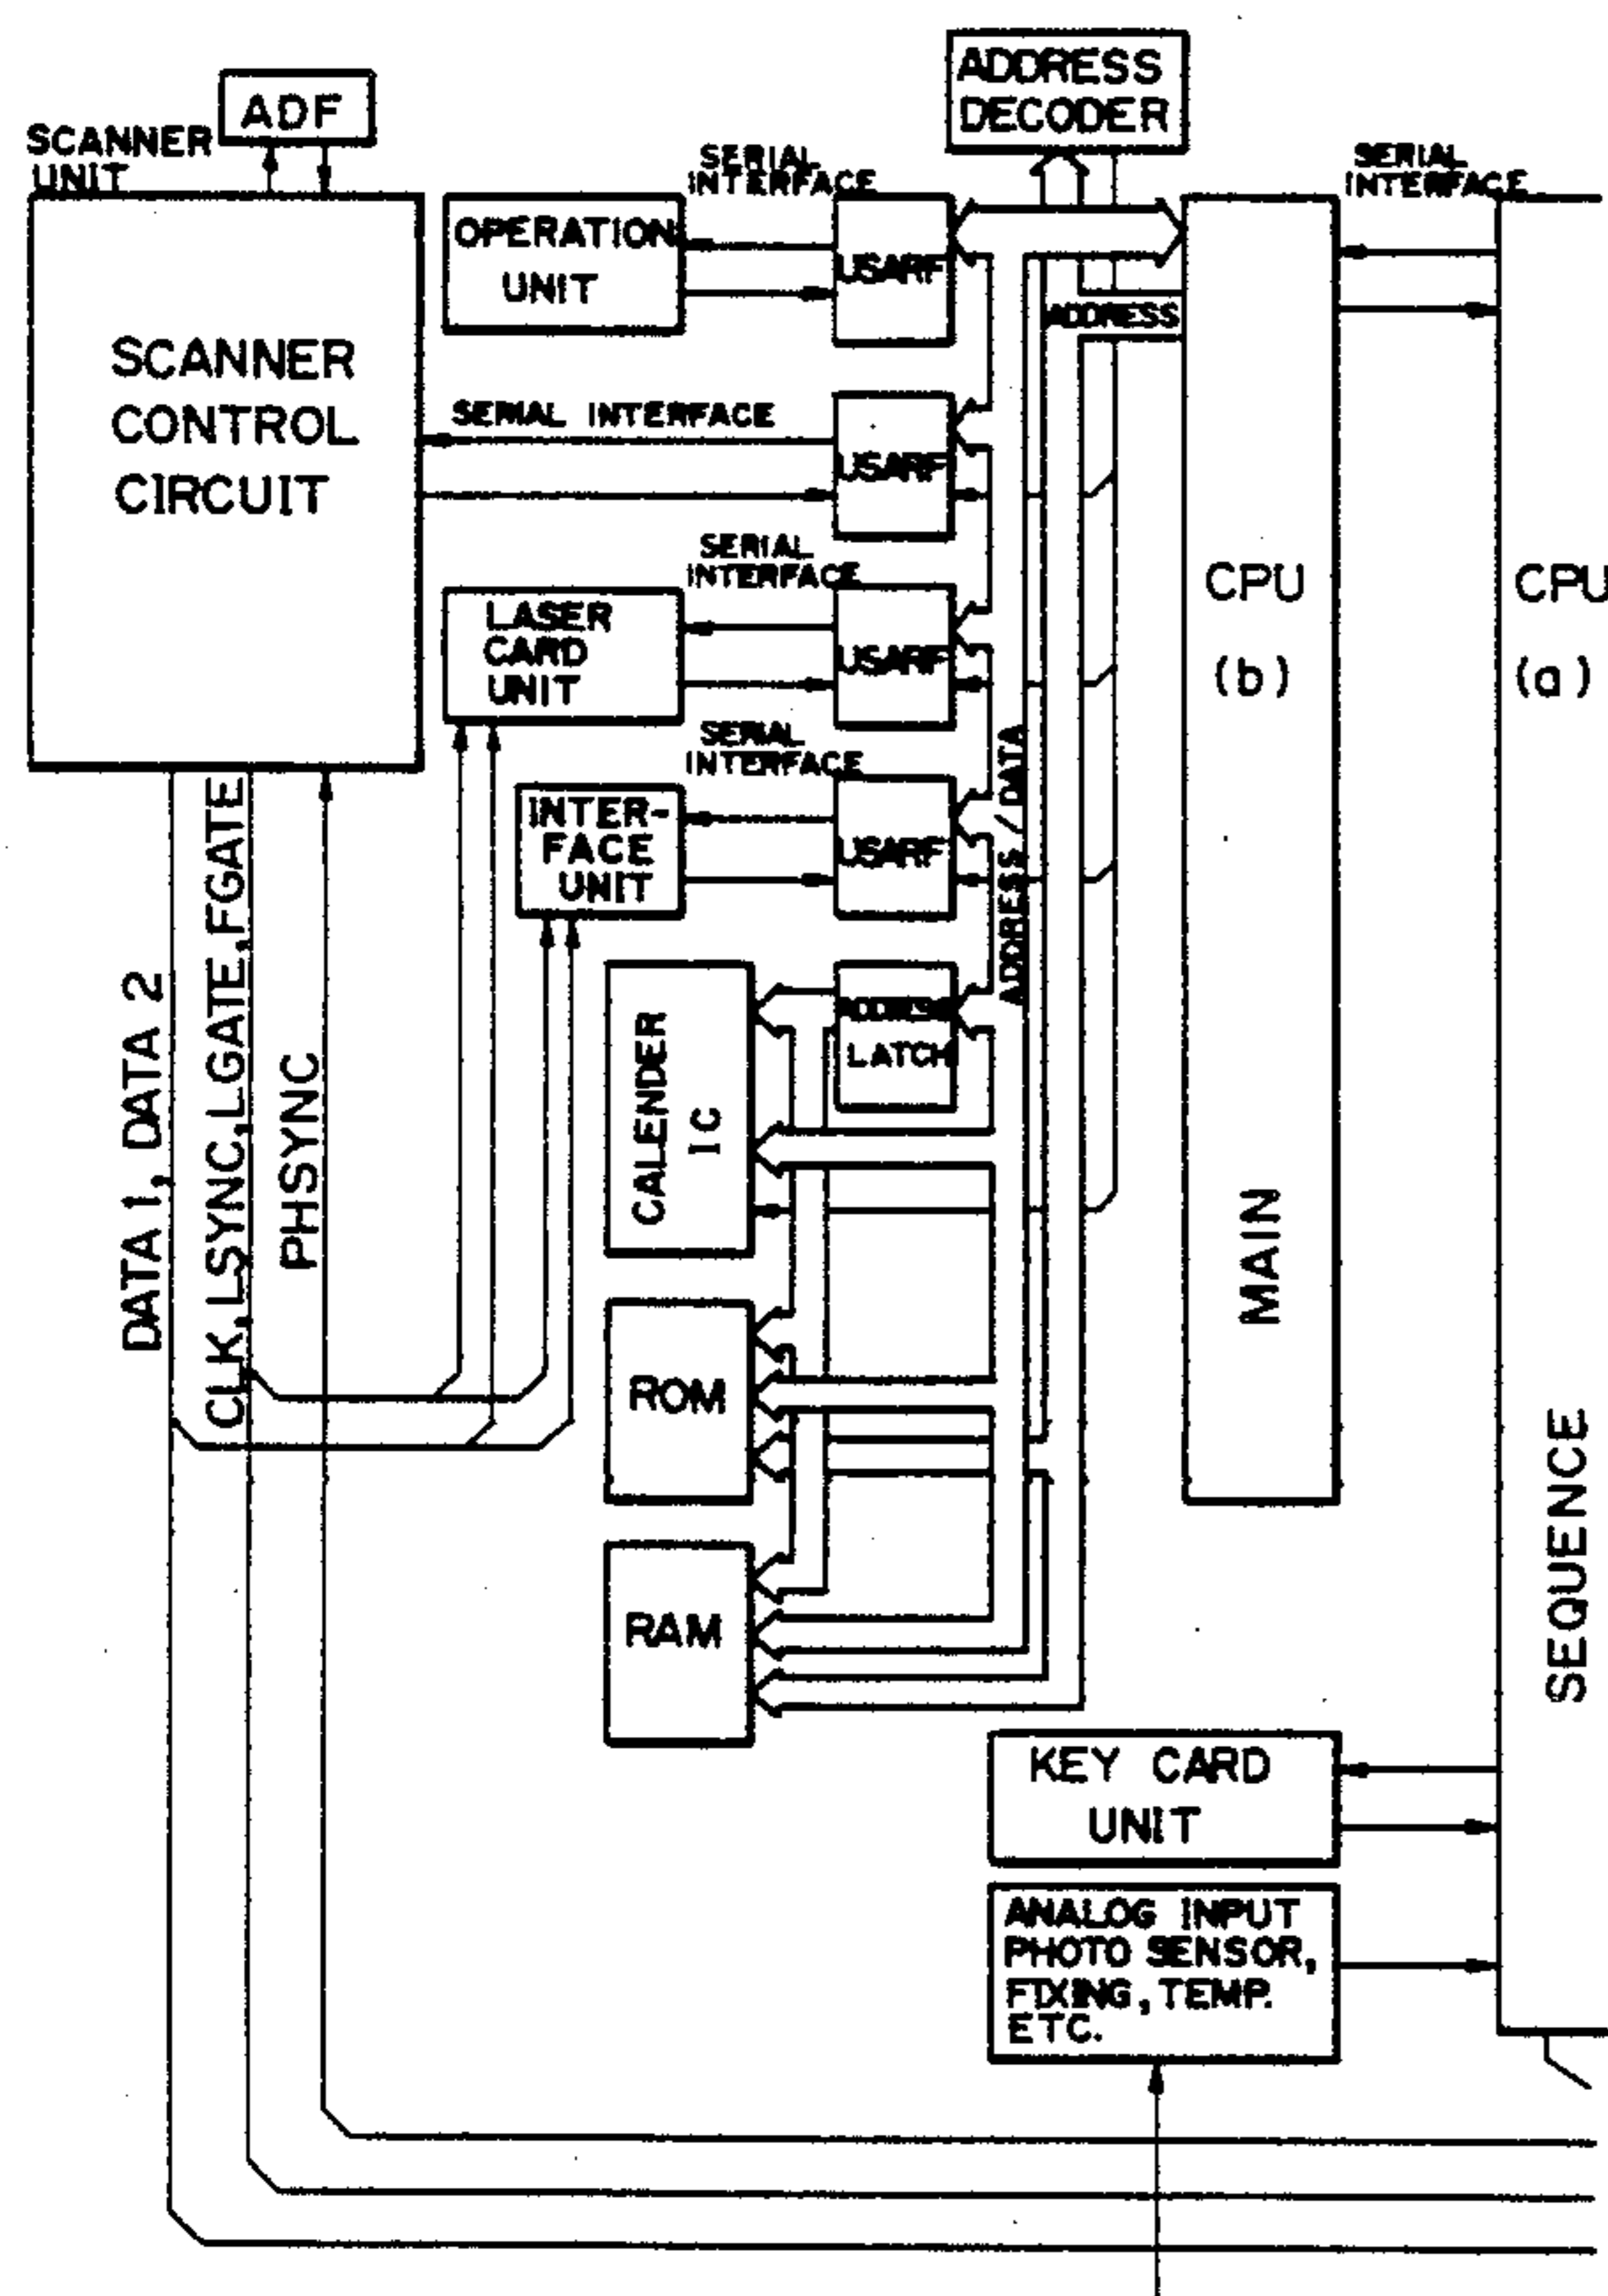 ADDRESS
DECODER
ADF
SCANNER
UNIT
SERIAL
INTERFACE
SERIAL
INTERFACE
OPERATION
UNIT
USARF
ADDRESS
SCANNER
CONTROL
CIRCUIT
SERIAL INTERFACE
USARF
SERIAL
INTERFACE
LASER
CARD
UNIT
USARF
CPU
(b)
MAIN
CPU
(a)
SEQUENCE
SERIAL
INTERFACE
INTER-
FACE
UNIT
USARF
ADDRESS/DATA
DATA 1, DATA 2
CLK, LSYNC, LGATE, FGATE
PHSYNC
CALENDER
IC
ADDRESS
LATCH
ROM
RAM
KEY CARD
UNIT
ANALOG INPUT
PHOTO SENSOR,
FIXING, TEMP.
ETC.